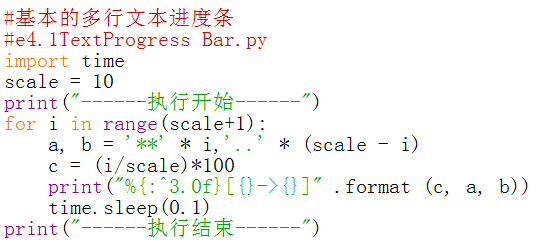 #基本的多行文本进度条
#e4.1TextProgress Bar.py
import time
scale = 10
print("------执行开始------")
for i in range(scale+1):
    a, b = '**' * i,'..' * (scale - i)
    c = (i/scale)*100
    print("%{:^3.0f}[{}->{}]" .format (c, a, b))
    time.sleep(0.1)
print("------执行结束------")